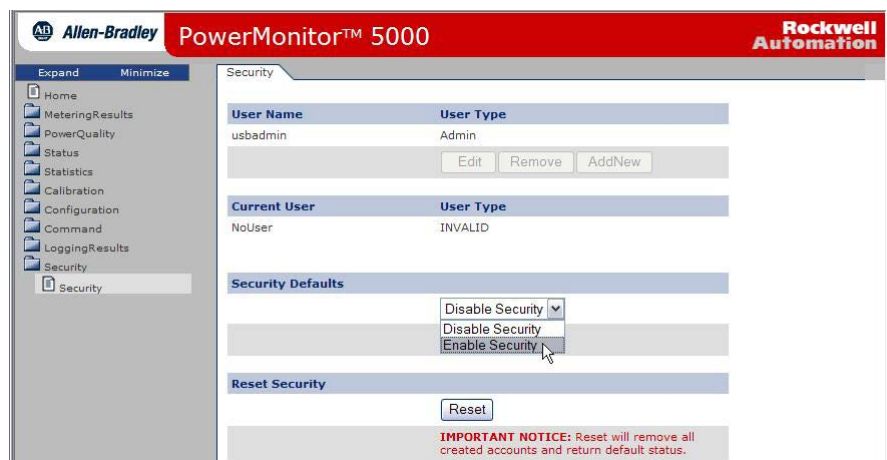 AB Allen-Bradley PowerMonitor™ 5000 Rockwell Automation
Expand Minimize
Home
MeteringResults
PowerQuality
Status
Statistics
Calibration
Configuration
Command
LoggingResults
Security
Security
Security
User Name User Type
usbadmin Admin
Edit Remove AddNew
Current User User Type
NoUser INVALID
Security Defaults
Disable Security
Disable Security
Enable Security
Reset Security
Reset
IMPORTANT NOTICE: Reset will remove all
created accounts and return default status.